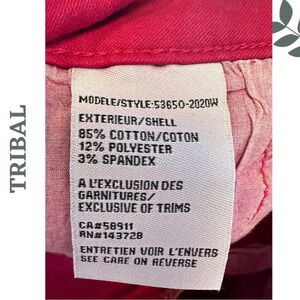 TRIBAL
MODELE/STYLE:53650-2020W
EXTERIEUR/SHELL
85% COTTON/COTON
12% POLYESTER
3% SPANDEX
A L'EXCLUSION DES
GARNITURES/
EXCLUSIVE OF TRIMS
CA#58911
RN#143728
ENTRETIEN VOIR L'ENVERS
SEE CARE ON REVERSE